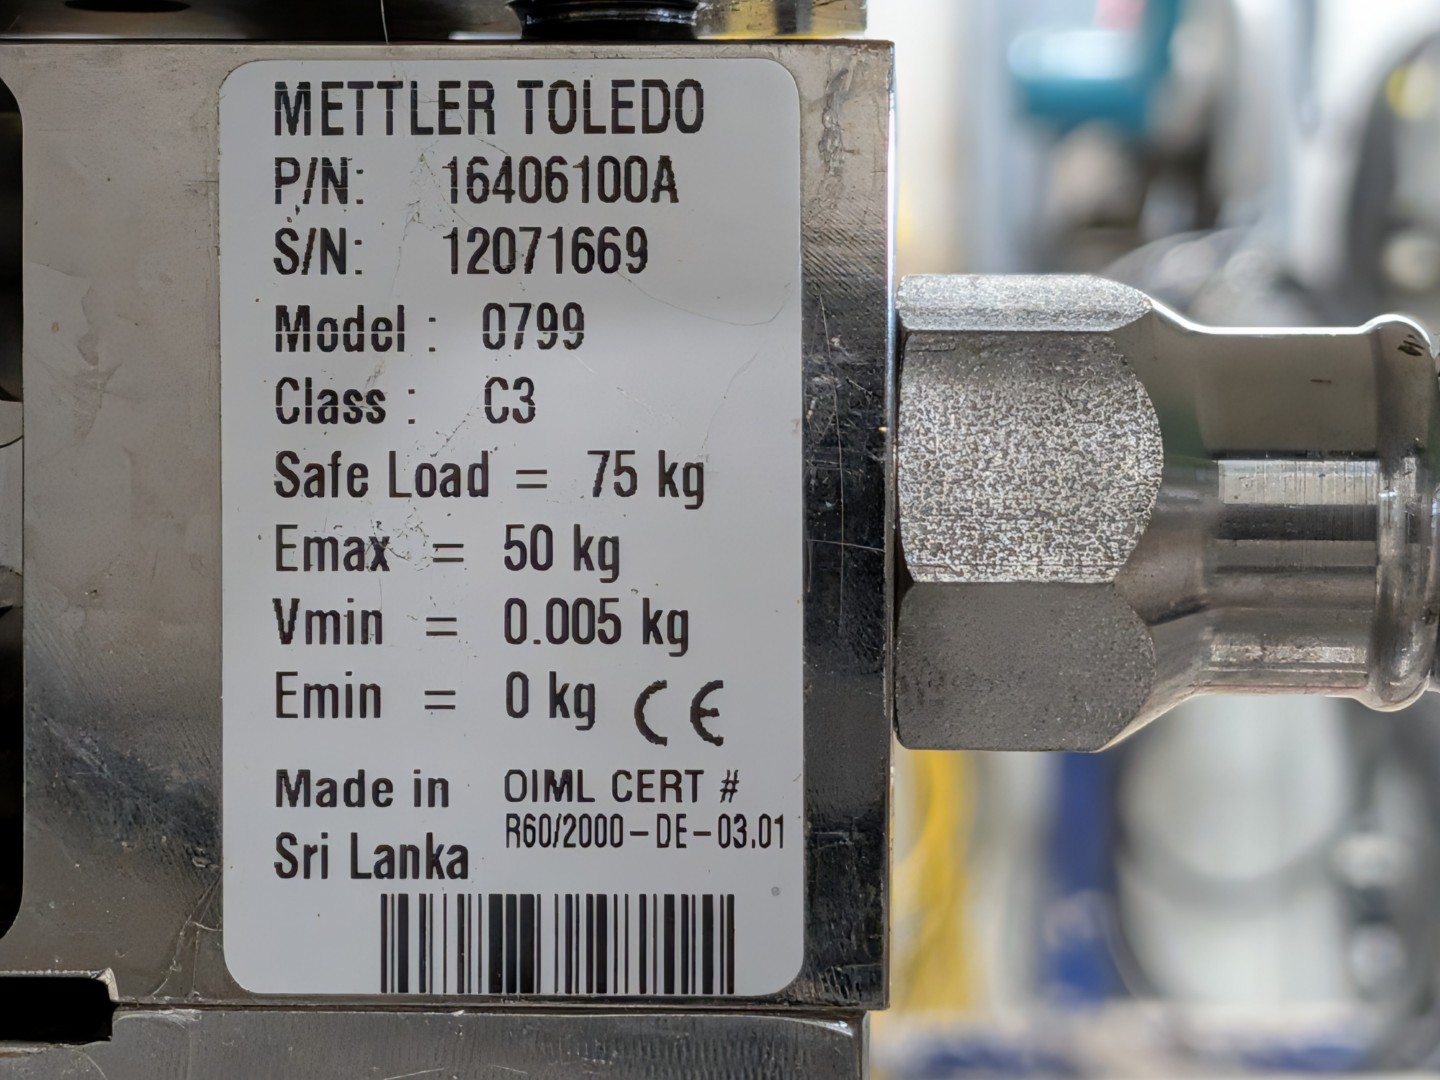 METTLER TOLEDO
P/N: 16406100A
S/N: 12071669
Model : 0799
Class : C3
Safe Load = 75 kg
Emax = 50 kg
Vmin = 0.005 kg
Emin = 0 kg CE
Made in
Sri Lanka
OIML CERT #
R60/2000-DE-03.01